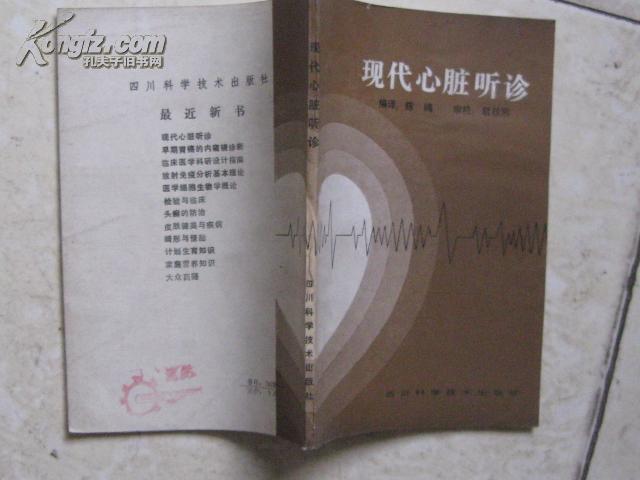 Kongfz.com
孔夫子旧书网
四川科学技术出版社
最近新书
现代心脏听诊
早期胃癌的内窥镜诊断
临床医学科研设计指南
放射免疫分析基本理论
医学细胞生物学概论
检验与临床
头癣的防治
皮肤健美与疾病
畸形与怪胎
计划生育知识
家庭营养知识
大众
现代心脏听诊
四川科学技术出版社
现代心脏听诊
编译
四川科学技术出版社